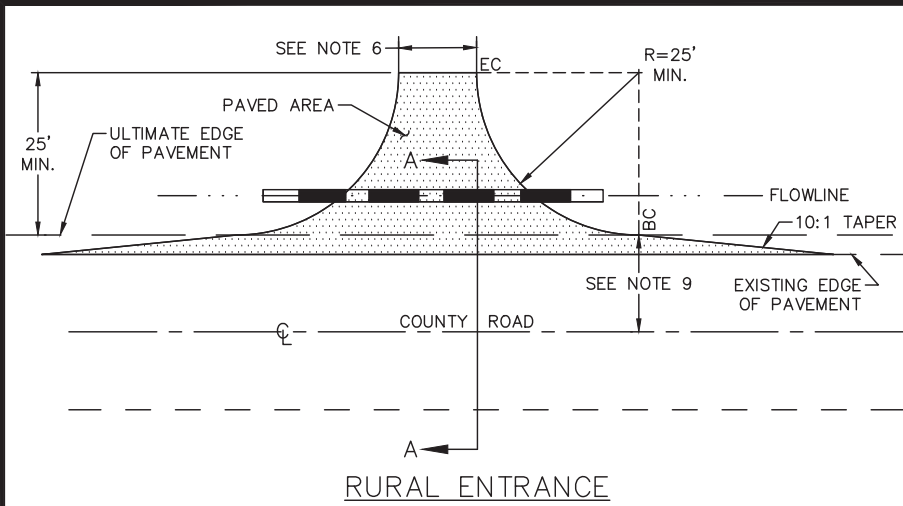 SEE NOTE 6
EC
R=25'
MIN.
PAVED AREA
25'
MIN.
ULTIMATE EDGE
OF PAVEMENT
A
FLOWLINE
BC
10:1 TAPER
SEE NOTE 9
EXISTING EDGE
OF PAVEMENT
℄
COUNTY ROAD
A
RURAL ENTRANCE